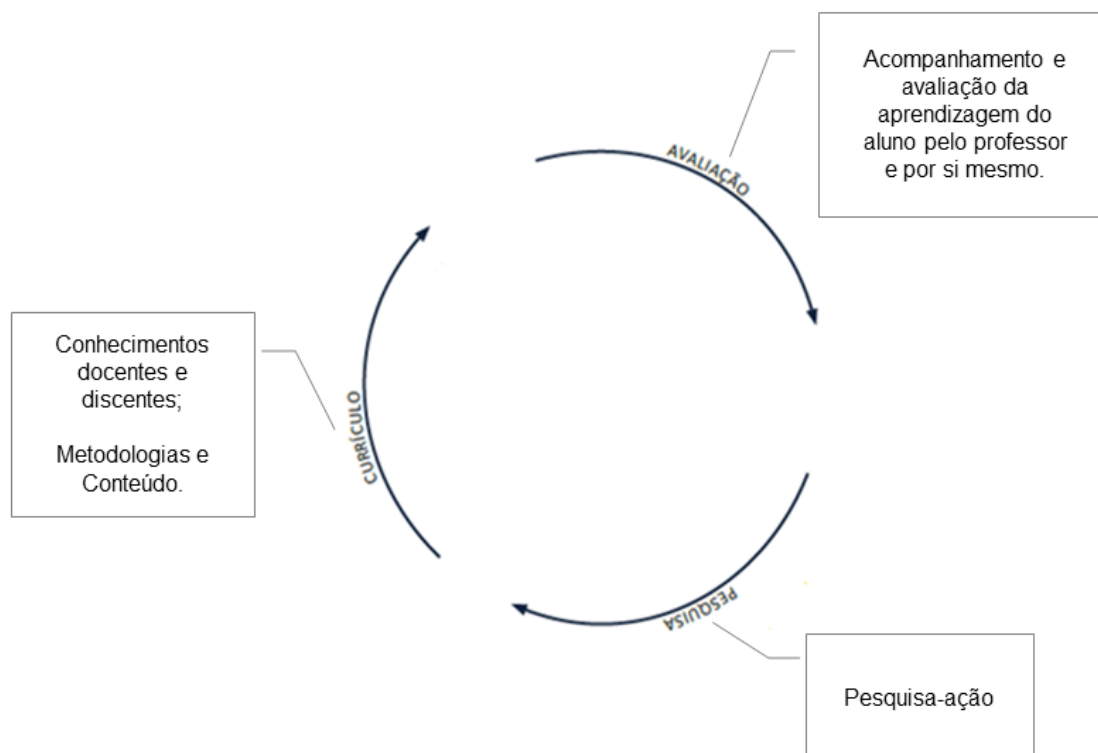 Acompanhamento e
avaliação da
aprendizagem do
aluno pelo professor
e por si mesmo.
AVALIAÇÃO
Conhecimentos
docentes e
discentes;
Metodologias e
Conteúdo.
CURRÍCULO
PESQUISA
Pesquisa-ação